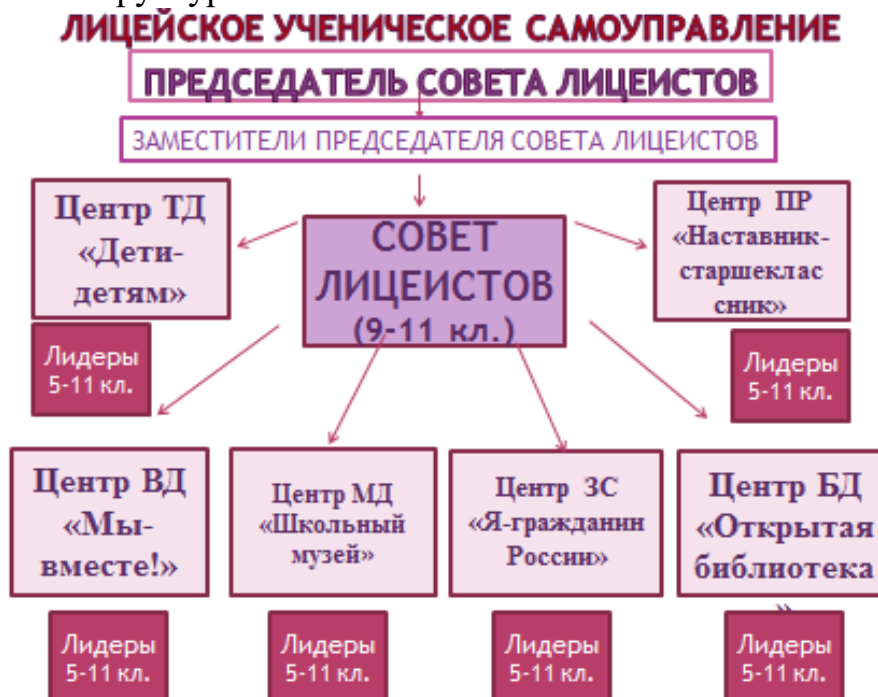 ЛИЦЕЙСКОЕ УЧЕНИЧЕСКОЕ САМОУПРАВЛЕНИЕ
ПРЕДСЕДАТЕЛЬ СОВЕТА ЛИЦЕИСТОВ
ЗАМЕСТИТЕЛИ ПРЕДСЕДАТЕЛЯ СОВЕТА ЛИЦЕИСТОВ
Центр ТД
«Дети-
детям»
СОВЕТ
ЛИЦЕИСТОВ
(9-11 кл.)
Центр ПР
«Наставник-
старшеклас
сник»
Лидеры
5-11 кл.
Лидеры
5-11 кл.
Центр ВД
«Мы-
вместе!»
Центр МД
«Школьный
музей»
Центр ЗС
«Я-гражданин
России»
Центр БД
«Открытая
библиотека
»
Лидеры
5-11 кл.
Лидеры
5-11 кл.
Лидеры
5-11 кл.
Лидеры
5-11 кл.